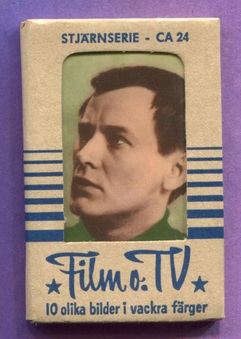 STJÄRNSERIE - CA 24
Film o. TV
10 olika bilder i vackra färger